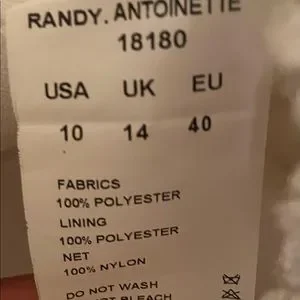 RANDY. ANTOINETTE
18180
USA UK EU
10 14 40
FABRICS
100% POLYESTER
LINING
100% POLYESTER
NET
100% NYLON
DO NOT WASH
BLEACH